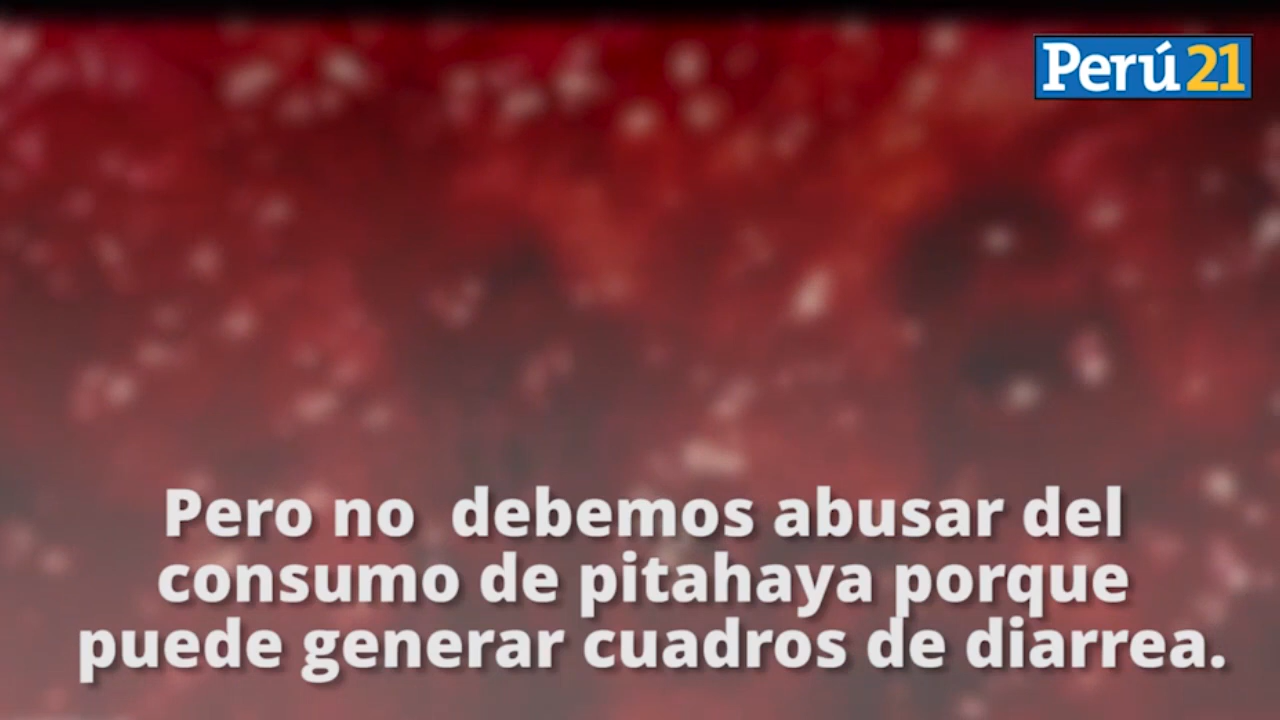 Perú21
Pero no  debemos abusar del
consumo de pitahaya porque
puede generar cuadros de diarrea.